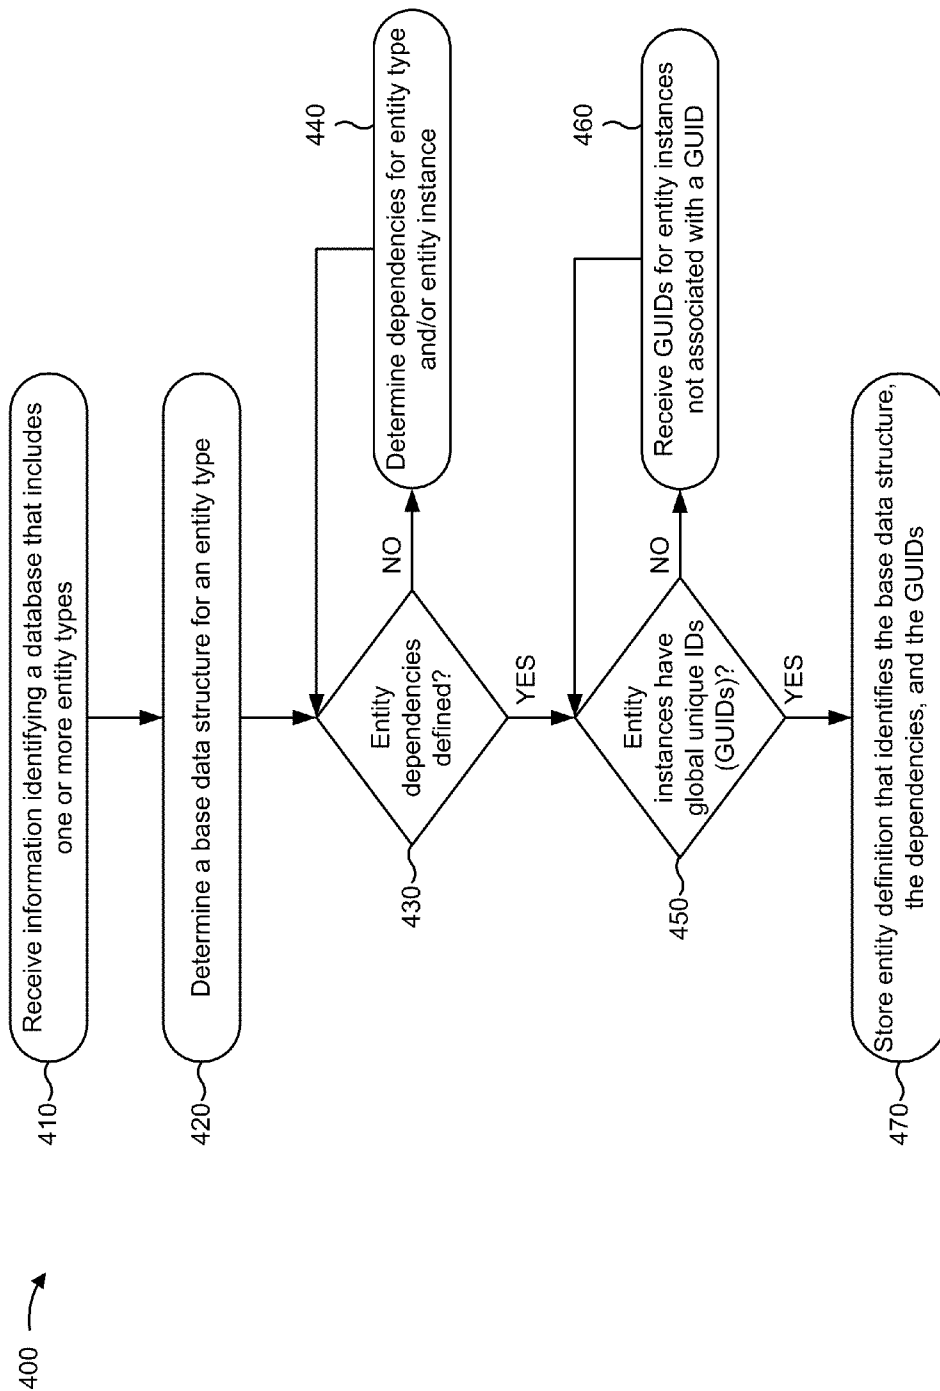 400
410
Receive information identifying a database that includes
one or more entity types
420
Determine a base data structure for an entity type
430
Entity
dependencies
defined?
NO
440
Determine dependencies for entity type
and/or entity instance
YES
450
Entity
instances have
global unique IDs
(GUIDs)?
NO
460
Receive GUIDs for entity instances
not associated with a GUID
YES
470
Store entity definition that identifies the base data structure,
the dependencies, and the GUIDs